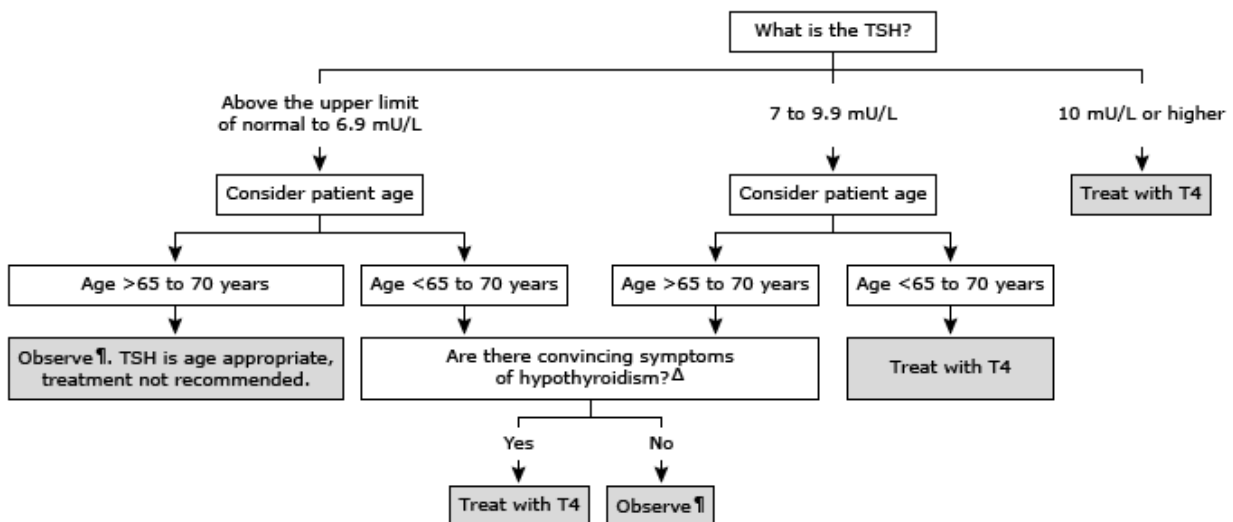 What is the TSH?
Above the upper limit
of normal to 6.9 mU/L
7 to 9.9 mU/L
10 mU/L or higher
Consider patient age
Consider patient age
Treat with T4
Age >65 to 70 years
Age <65 to 70 years
Age >65 to 70 years
Age <65 to 70 years
Observe¶. TSH is age appropriate,
treatment not recommended.
Are there convincing symptoms
of hypothyroidism?Δ
Treat with T4
Yes
No
Treat with T4
Observe¶